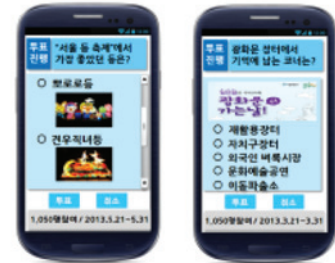 투표
진행
"서울 등 축제"에서
가장 좋았던 등은?
뽀로로등
견우직녀등
투표
취소
1,050명참여/2013.5.21~5.31
투표
진행
광화문 장터에서
기억에 남는 코너는?
광화문
가는날!
재활용장터
자치구장터
외국인 벼룩시장
문화예술공연
이동파출소
투표
취소
1,050명참여/2013.3.21~3.31